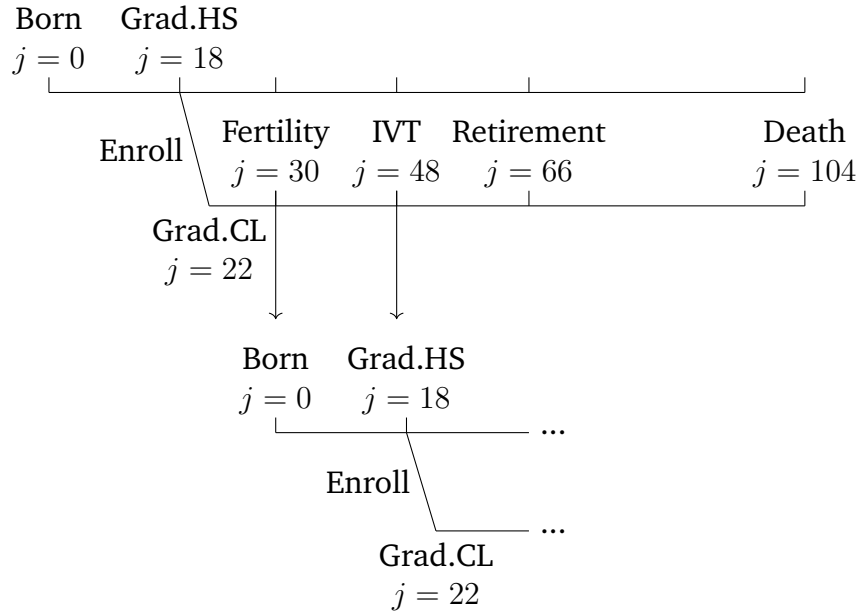 Born Grad.HS
j = 0 j = 18
Enroll
Fertility IVT Retirement Death
j = 30 j = 48 j = 66 j = 104
Grad.CL
j = 22
Born Grad.HS
j = 0 j = 18
...
Enroll
...
Grad.CL
j = 22